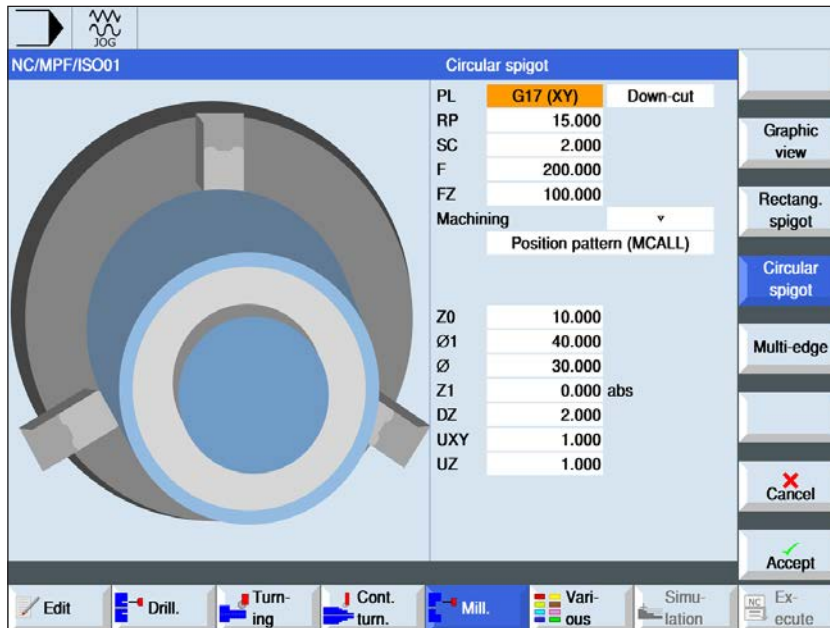 JOG
NC/MPF/ISO01
Circular spigot
PL G17 (XY) Down-cut
RP 15.000
SC 2.000
F 200.000
FZ 100.000
Machining ▿
Position pattern (MCALL)
Z0 10.000
Ø1 40.000
Ø 30.000
Z1 0.000 abs
DZ 2.000
UXY 1.000
UZ 1.000
Graphic
view
Rectang.
spigot
Circular
spigot
Multi-edge
Cancel
Accept
Edit
Drill.
Turn-
ing
Cont.
turn.
Mill.
Vari-
ous
Simu-
lation
NC
Ex-
ecute